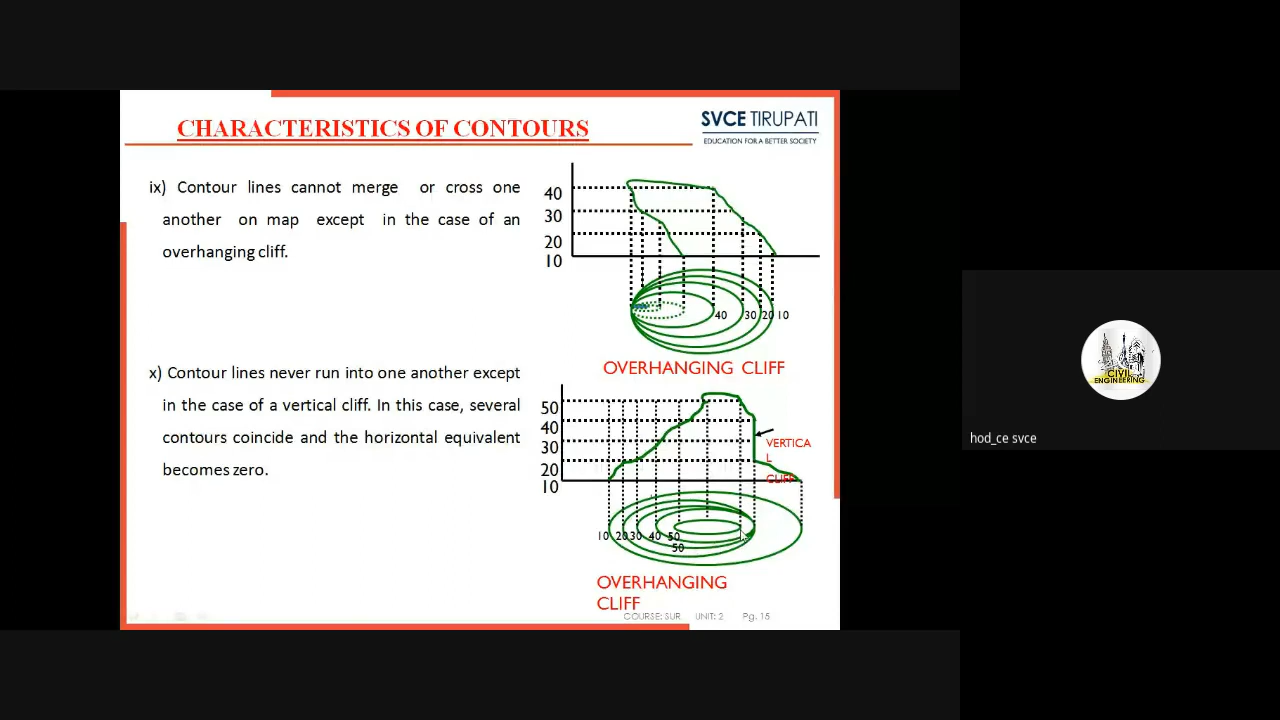 CHARACTERISTICS OF CONTOURS
SVCE TIRUPATI
EDUCATION FOR A BETTER SOCIETY
ix) Contour lines cannot merge or cross one
another on map except in the case of an
overhanging cliff.
40
30
20
10
40 30 20 10
OVERHANGING CLIFF
x) Contour lines never run into one another except
in the case of a vertical cliff. In this case, several
contours coincide and the horizontal equivalent
becomes zero.
50
40
30
20
10
VERTICA
L
CLIFF
10 20 30 40 50
50
OVERHANGING
CLIFF
COURSE: SUR UNIT: 2 Pg. 15
CIVIL
ENGINEERING
hod_ce svce